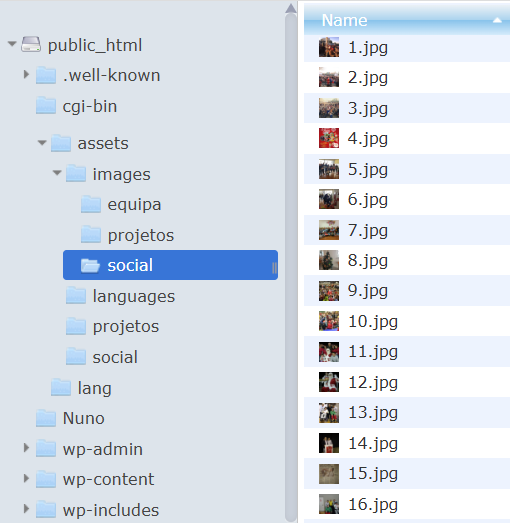 public_html
.well-known
cgi-bin
assets
images
equipa
projetos
social
languages
projetos
social
lang
Nuno
wp-admin
wp-content
wp-includes
Name
1.jpg
2.jpg
3.jpg
4.jpg
5.jpg
6.jpg
7.jpg
8.jpg
9.jpg
10.jpg
11.jpg
12.jpg
13.jpg
14.jpg
15.jpg
16.jpg